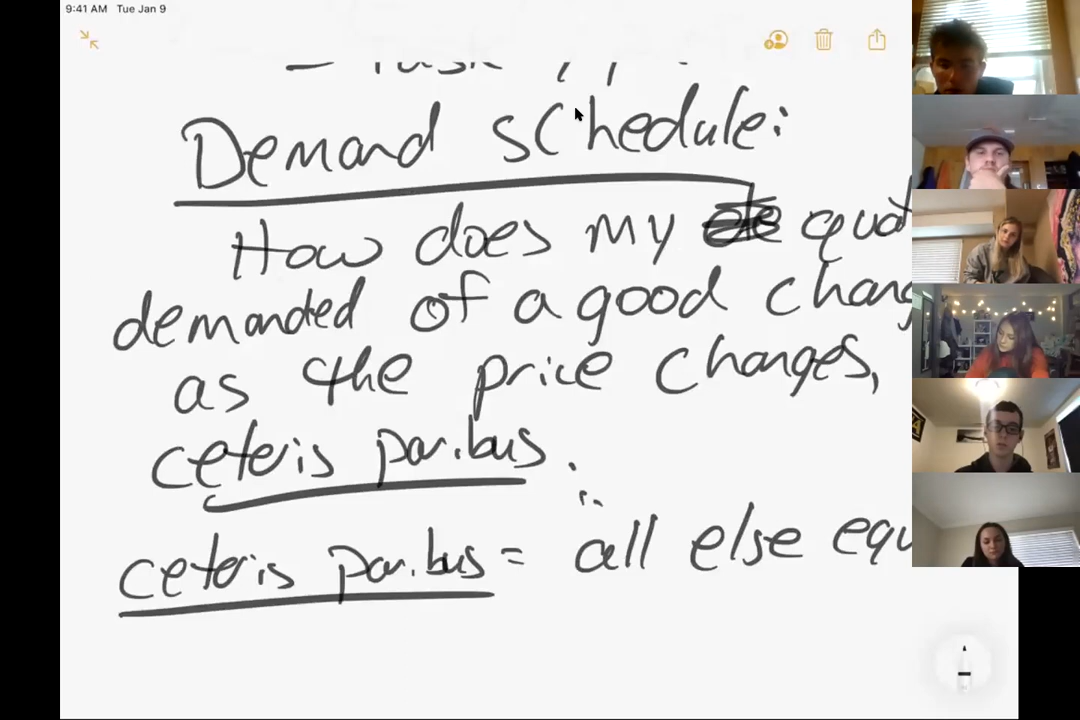 9:41 AM Tue Jan 9
Demand schedule:
How does my quat
demanded of a good chang
as the price changes,
ceteris paribus.
ceteris paribus = all else equ